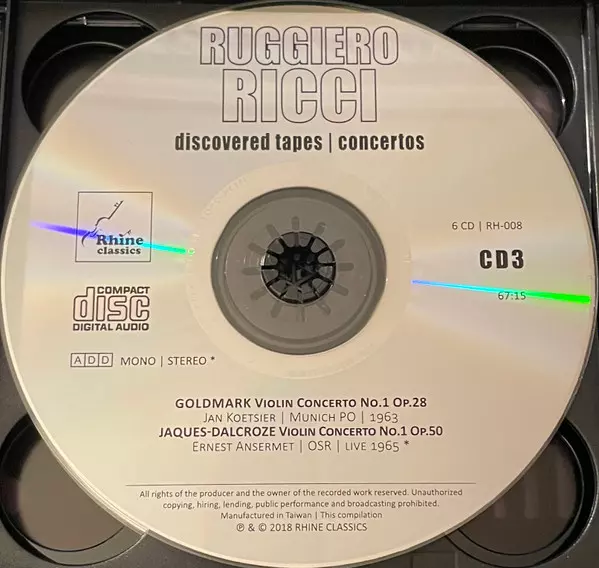 RUGGIERO
RICCI
discovered tapes | concertos
Rhine
classics
6 CD | RH-008
CD3
67:15
COMPACT
disc
DIGITAL AUDIO
ADD MONO | STEREO *
GOLDMARK VIOLIN CONCERTO NO.1 OP.28
JAN KOETSIER | MUNICH PO | 1963
JAQUES-DALCROZE VIOLIN CONCERTO NO.1 OP.50
ERNEST ANSERMET | OSR | LIVE 1965 *
All rights of the producer and the owner of the recorded work reserved. Unauthorized
copying, hiring, lending, public performance and broadcasting prohibited.
Manufactured in Taiwan | This compilation
℗ & © 2018 RHINE CLASSICS